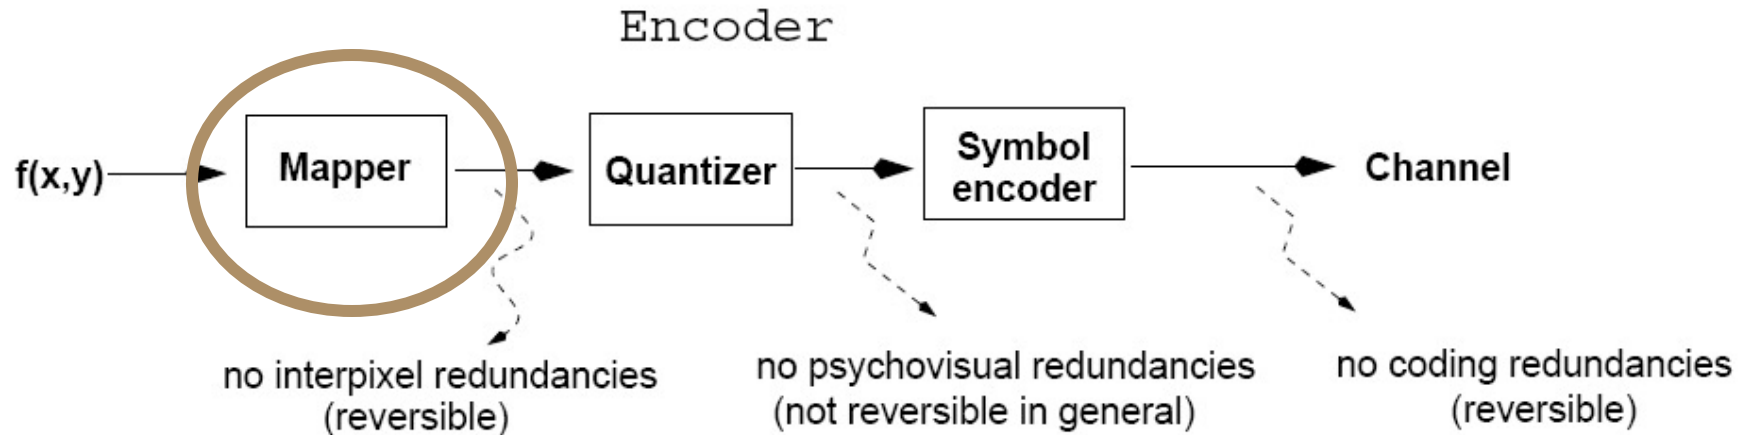 Encoder
f(x,y)
Mapper
Quantizer
Symbol
encoder
Channel
no interpixel redundancies
(reversible)
no psychovisual redundancies
(not reversible in general)
no coding redundancies
(reversible)